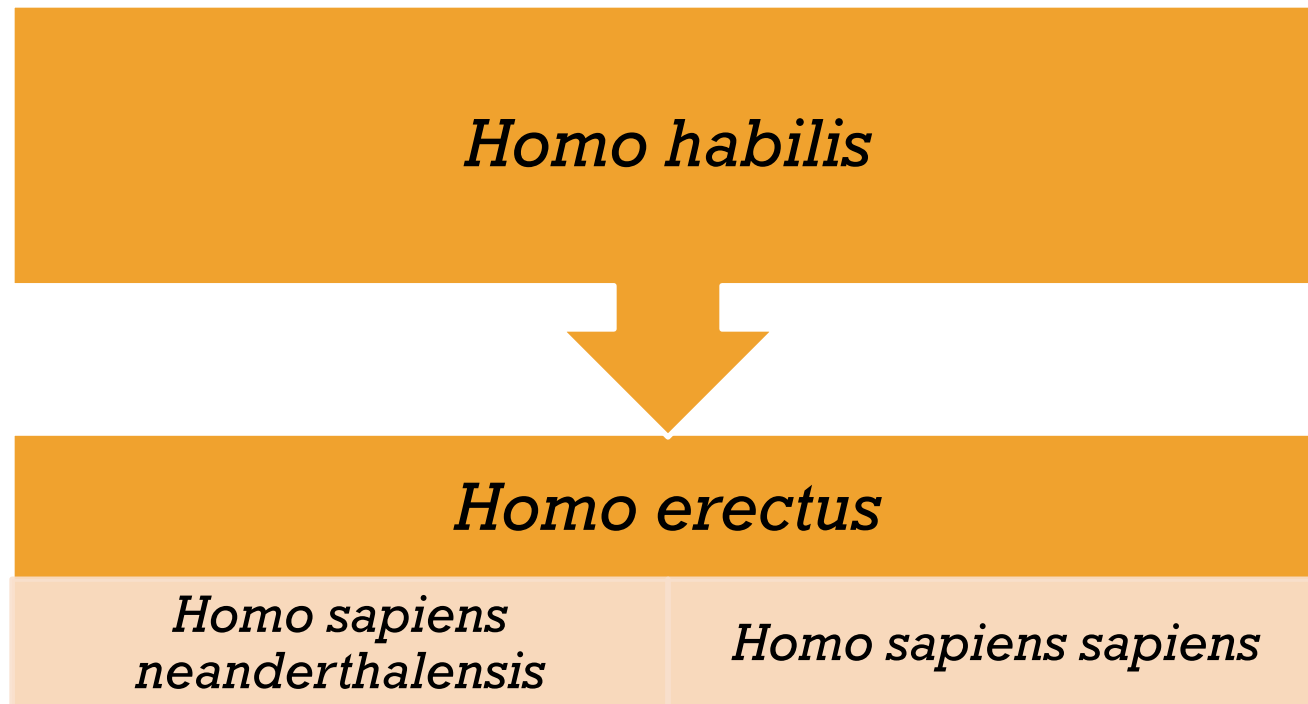 Homo habilis
Homo erectus
Homo sapiens
neanderthalensis
Homo sapiens sapiens